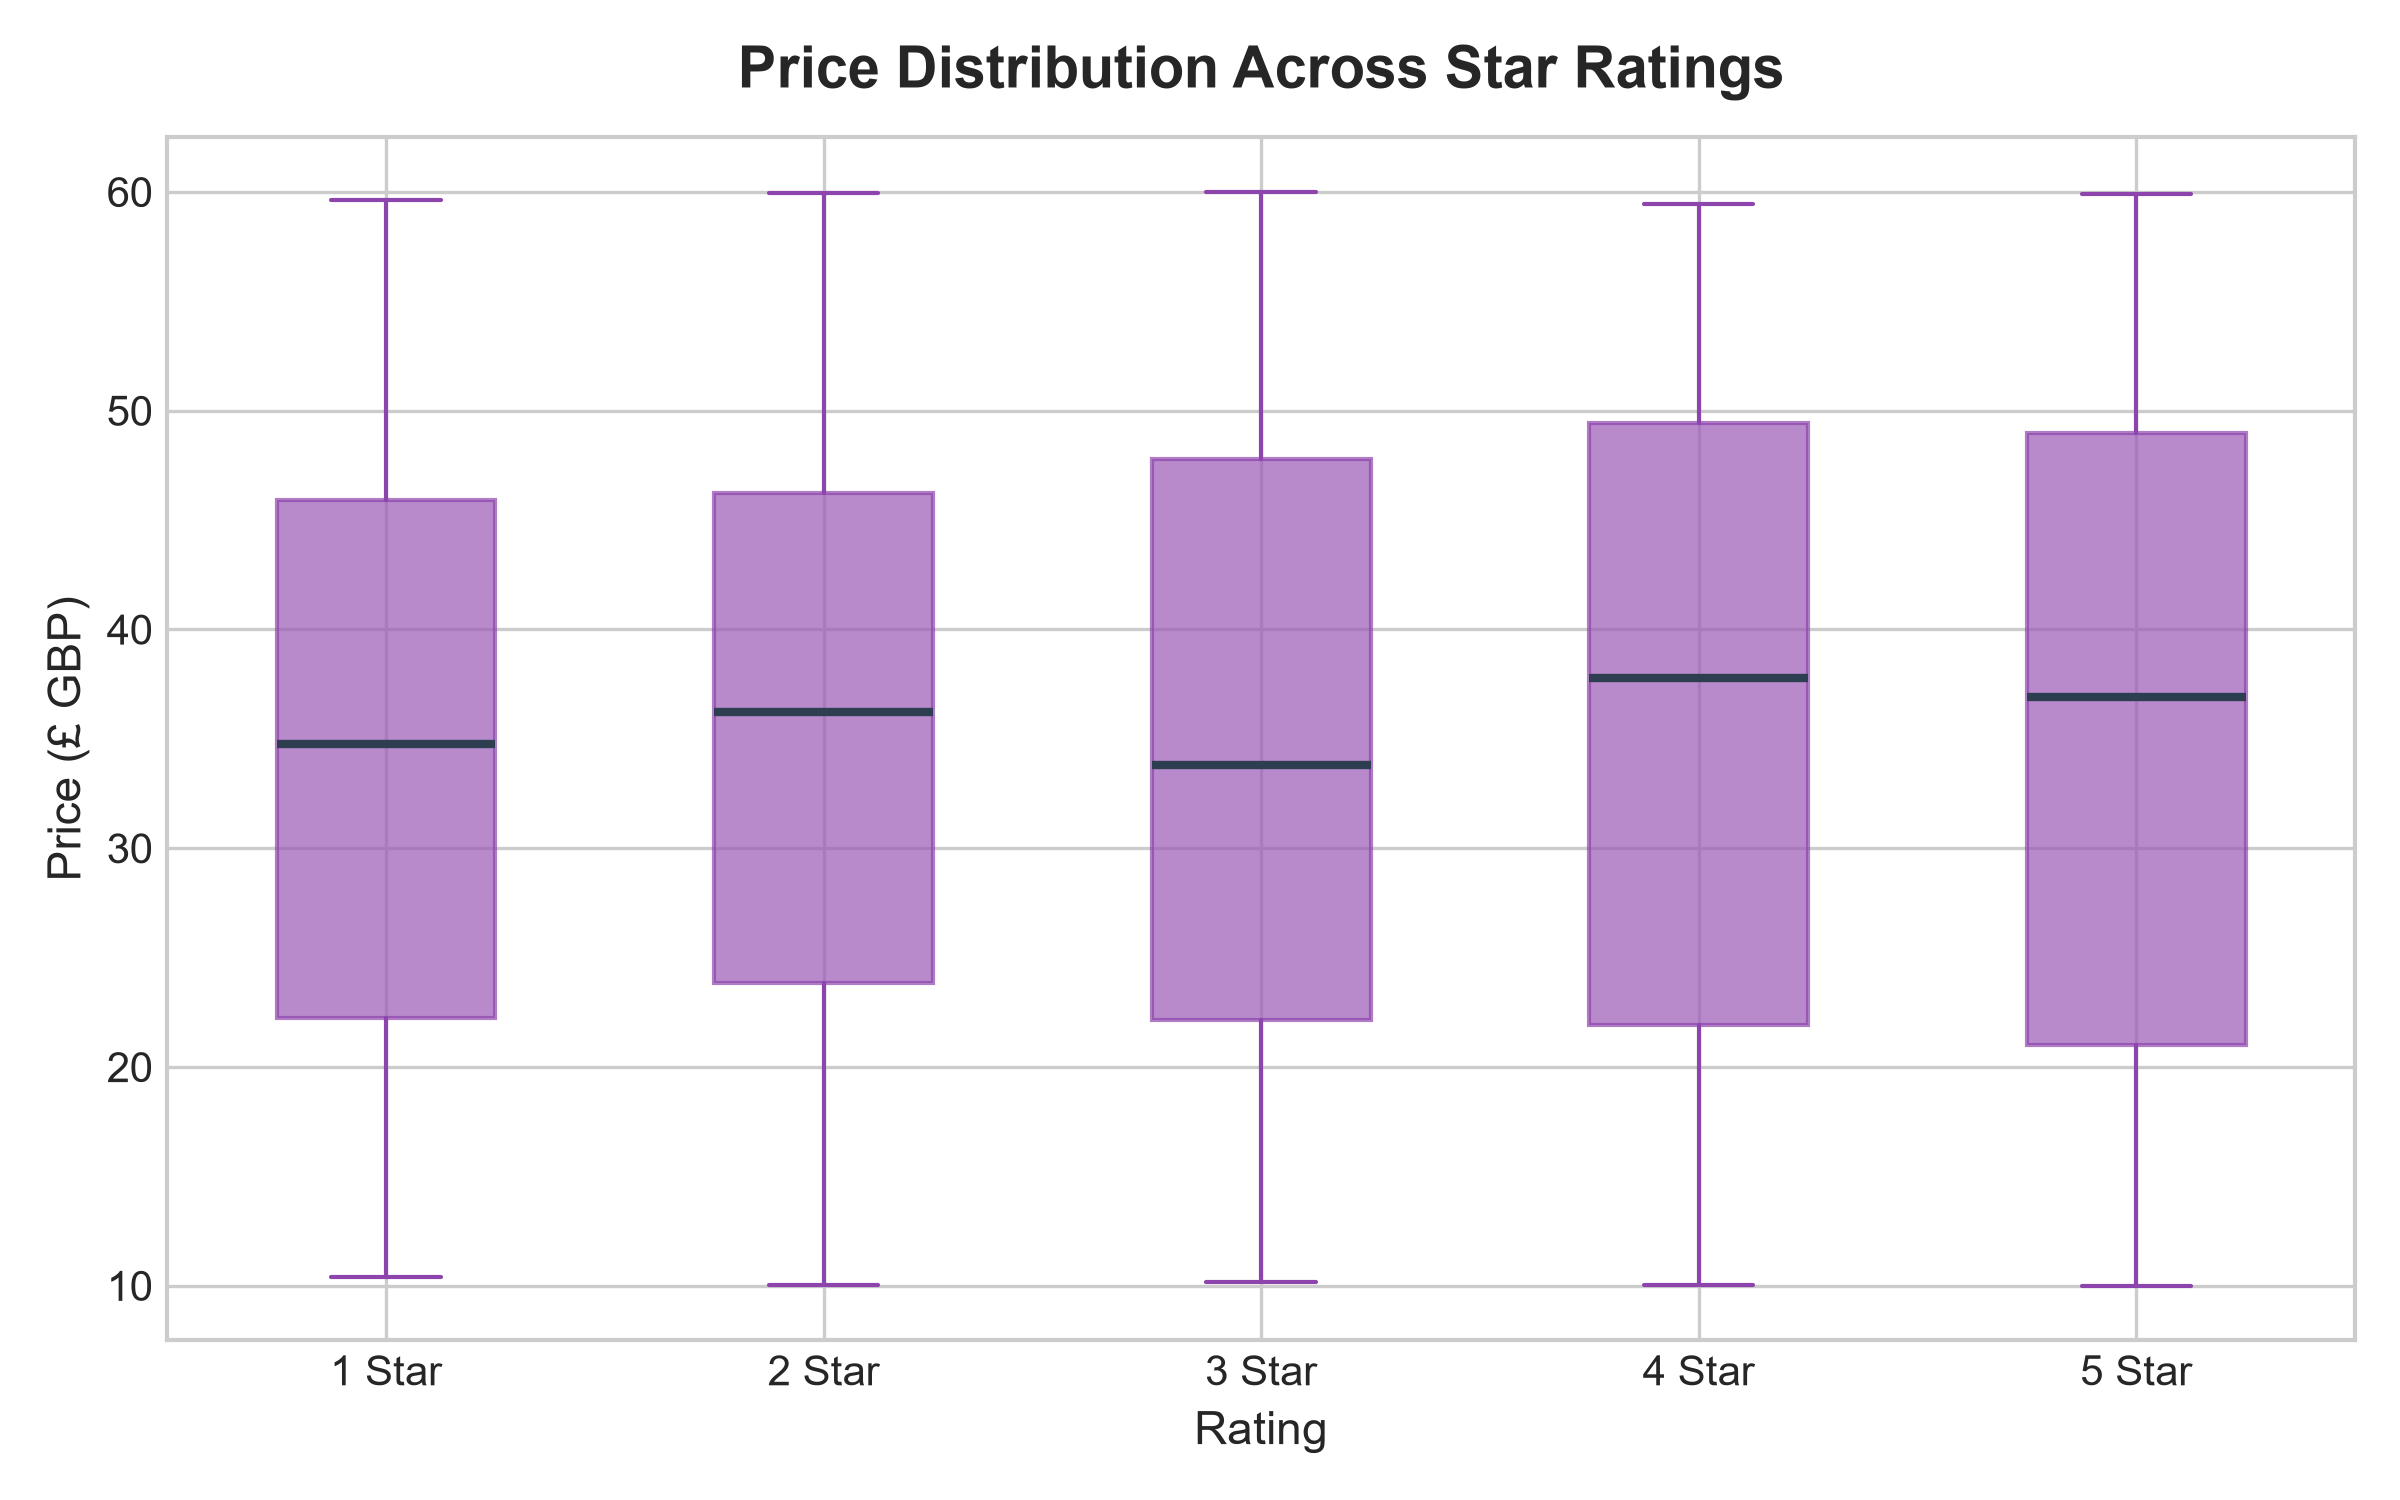 Price Distribution Across Star Ratings
Price (£ GBP)
60
50
40
30
20
10
1 Star
2 Star
3 Star
4 Star
5 Star
Rating